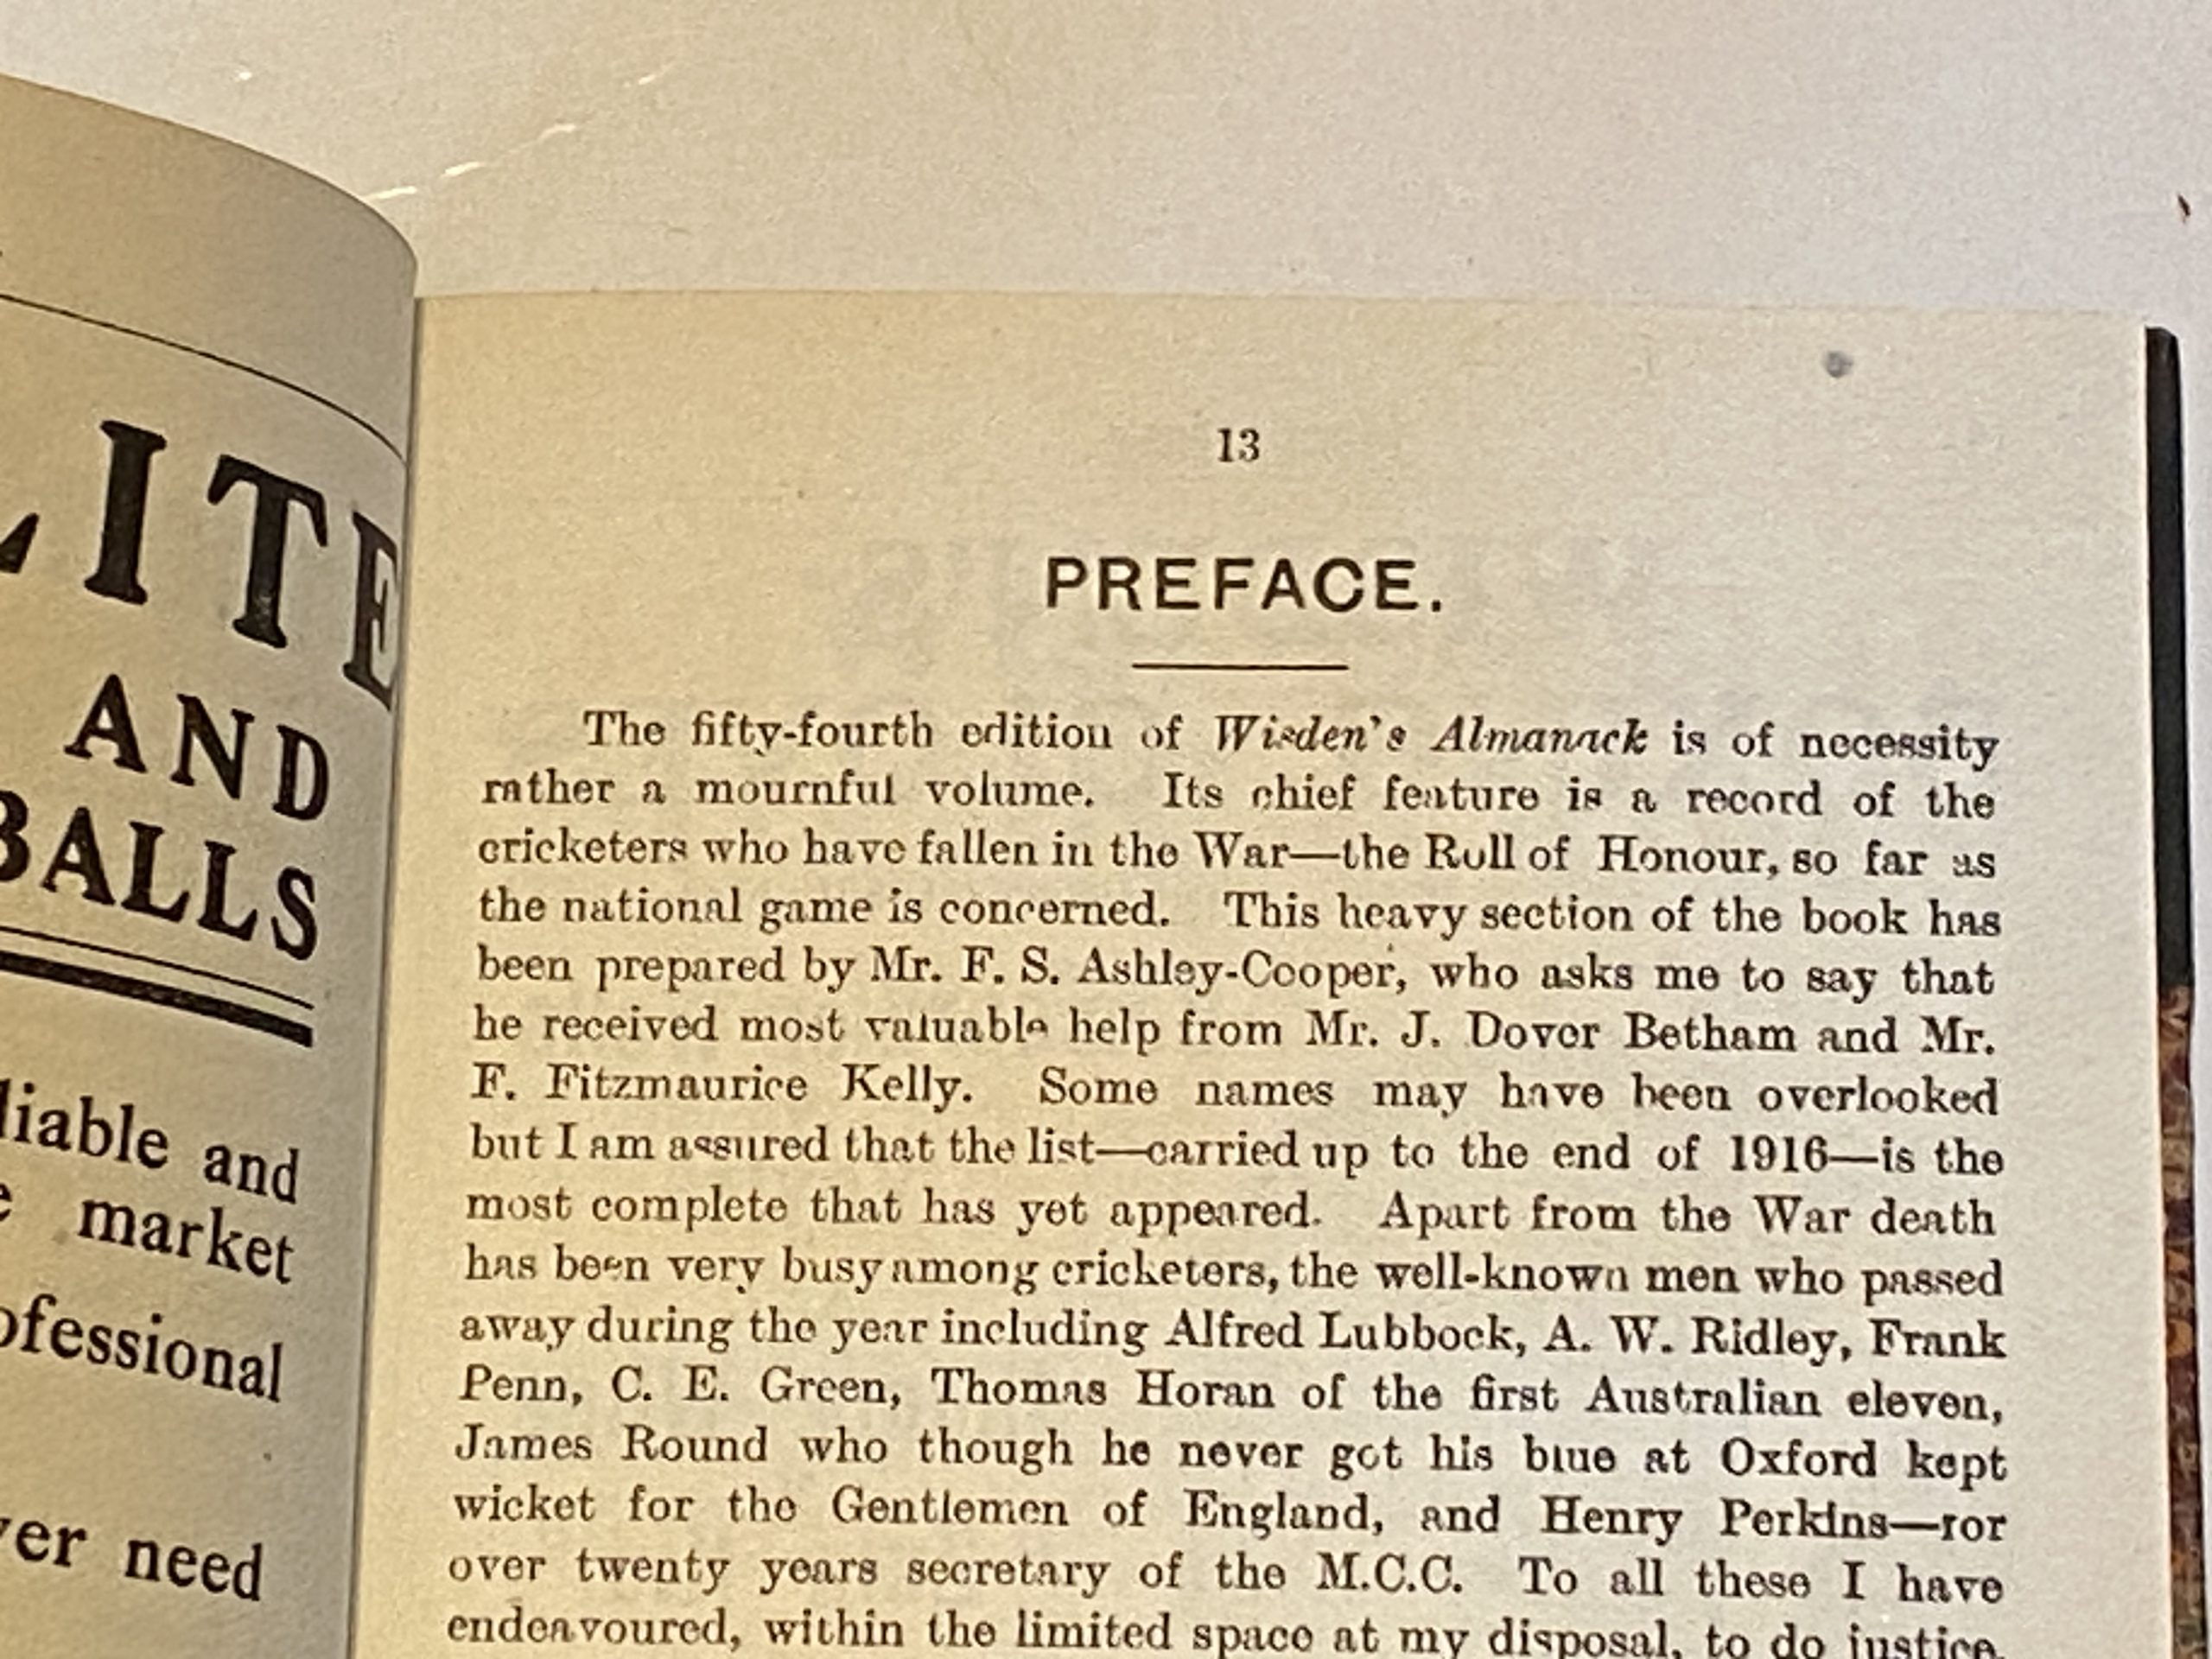 LITE
AND
BALLS
liable and
market
ofessional
ver need
13
PREFACE.
The fifty-fourth edition of Wisden's Almanack is of necessity
rather a mournful volume. Its chief feature is a record of the
cricketers who have fallen in the War—the Roll of Honour, so far as
the national game is concerned. This heavy section of the book has
been prepared by Mr. F. S. Ashley-Cooper, who asks me to say that
he received most valuable help from Mr. J. Dover Betham and Mr.
F. Fitzmaurice Kelly. Some names may have been overlooked
but I am assured that the list—carried up to the end of 1916—is the
most complete that has yet appeared. Apart from the War death
has been very busy among cricketers, the well-known men who passed
away during the year including Alfred Lubbock, A. W. Ridley, Frank
Penn, C. E. Green, Thomas Horan of the first Australian eleven,
James Round who though he never got his blue at Oxford kept
wicket for the Gentlemen of England, and Henry Perkins—for
over twenty years secretary of the M.C.C. To all these I have
endeavoured, within the limited space at my disposal, to do justice.